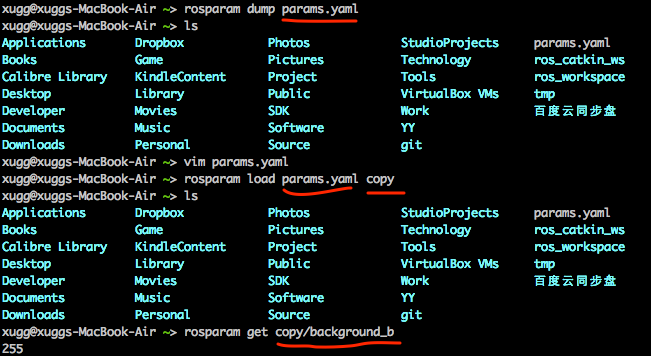 xugg@xuggs-MacBook-Air ~> rosparam dump params.yaml
xugg@xuggs-MacBook-Air ~> ls
Applications Dropbox Photos StudioProjects params.yaml
Books Game Pictures Technology ros_catkin_ws
Calibre Library KindleContent Project Tools ros_workspace
Desktop Library Public VirtualBox VMs tmp
Developer Movies SDK Work 百度云同步盘
Documents Music Software YY
Downloads Personal Source git
xugg@xuggs-MacBook-Air ~> vim params.yaml
xugg@xuggs-MacBook-Air ~> rosparam load params.yaml copy
xugg@xuggs-MacBook-Air ~> ls
Applications Dropbox Photos StudioProjects params.yaml
Books Game Pictures Technology ros_catkin_ws
Calibre Library KindleContent Project Tools ros_workspace
Desktop Library Public VirtualBox VMs tmp
Developer Movies SDK Work 百度云同步盘
Documents Music Software YY
Downloads Personal Source git
xugg@xuggs-MacBook-Air ~> rosparam get copy/background_b
255